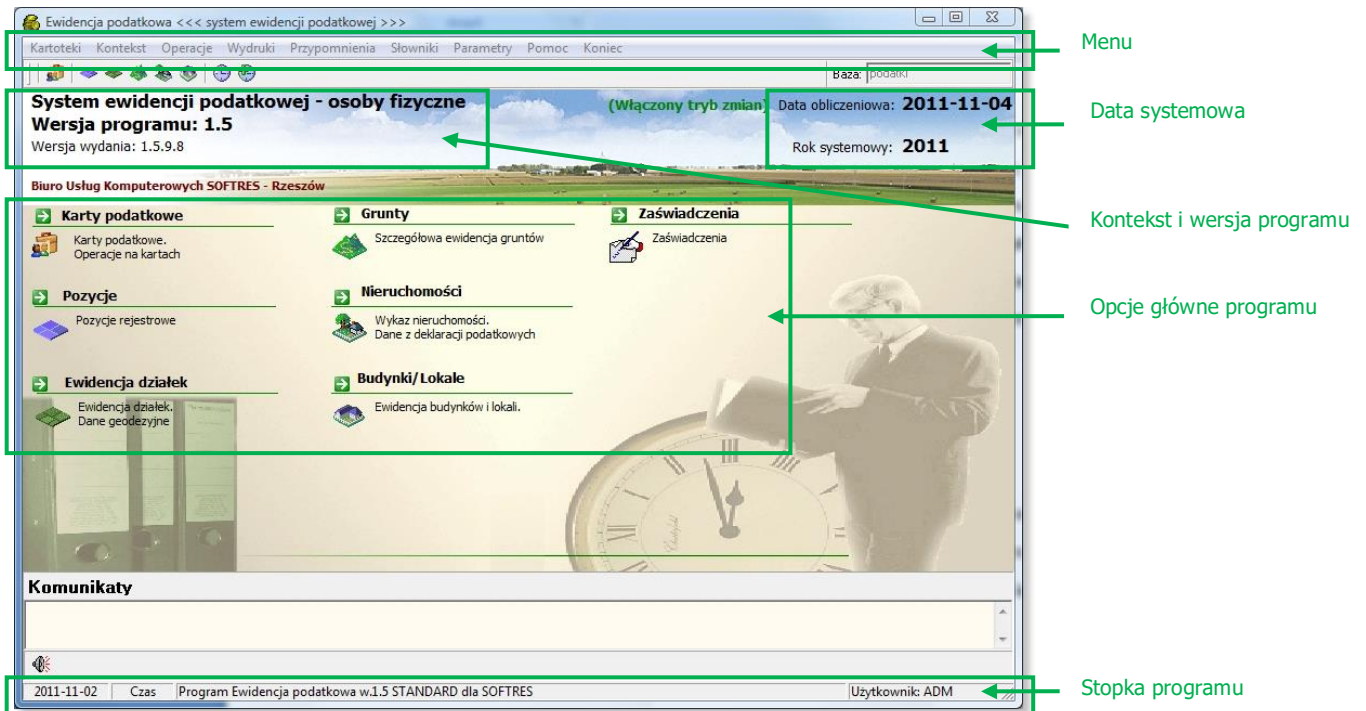 Ewidencja podatkowa <<< system ewidencji podatkowej >>>
Kartoteki Kontekst Operacje Wydruki Przypomnienia Słowniki Parametry Pomoc Koniec
Menu
Baza: podatki
System ewidencji podatkowej - osoby fizyczne
Wersja programu: 1.5
Wersja wydania: 1.5.9.8
(Włączony tryb zmian)
Data obliczeniowa: 2011-11-04
Rok systemowy: 2011
Data systemowa
Biuro Usług Komputerowych SOFTRES - Rzeszów
Kontekst i wersja programu
Karty podatkowe
Karty podatkowe.
Operacje na kartach
Grunty
Szczegółowa ewidencja gruntów
Zaświadczenia
Zaświadczenia
Pozycje
Pozycje rejestrowe
Nieruchomości
Wykaz nieruchomości.
Dane z deklaracji podatkowych
Opcje główne programu
Ewidencja działek
Ewidencja działek.
Dane geodezyjne
Budynki/Lokale
Ewidencja budynków i lokali.
Komunikaty
2011-11-02 Czas Program Ewidencja podatkowa w.1.5 STANDARD dla SOFTRES Użytkownik: ADM
Stopka programu